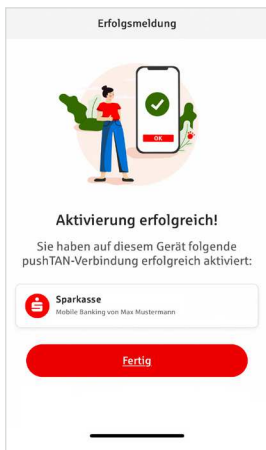 Erfolgsmeldung
OK
Aktivierung erfolgreich!
Sie haben auf diesem Gerät folgende
pushTAN-Verbindung erfolgreich aktiviert:
Sparkasse
Mobile Banking von Max Mustermann
Fertig